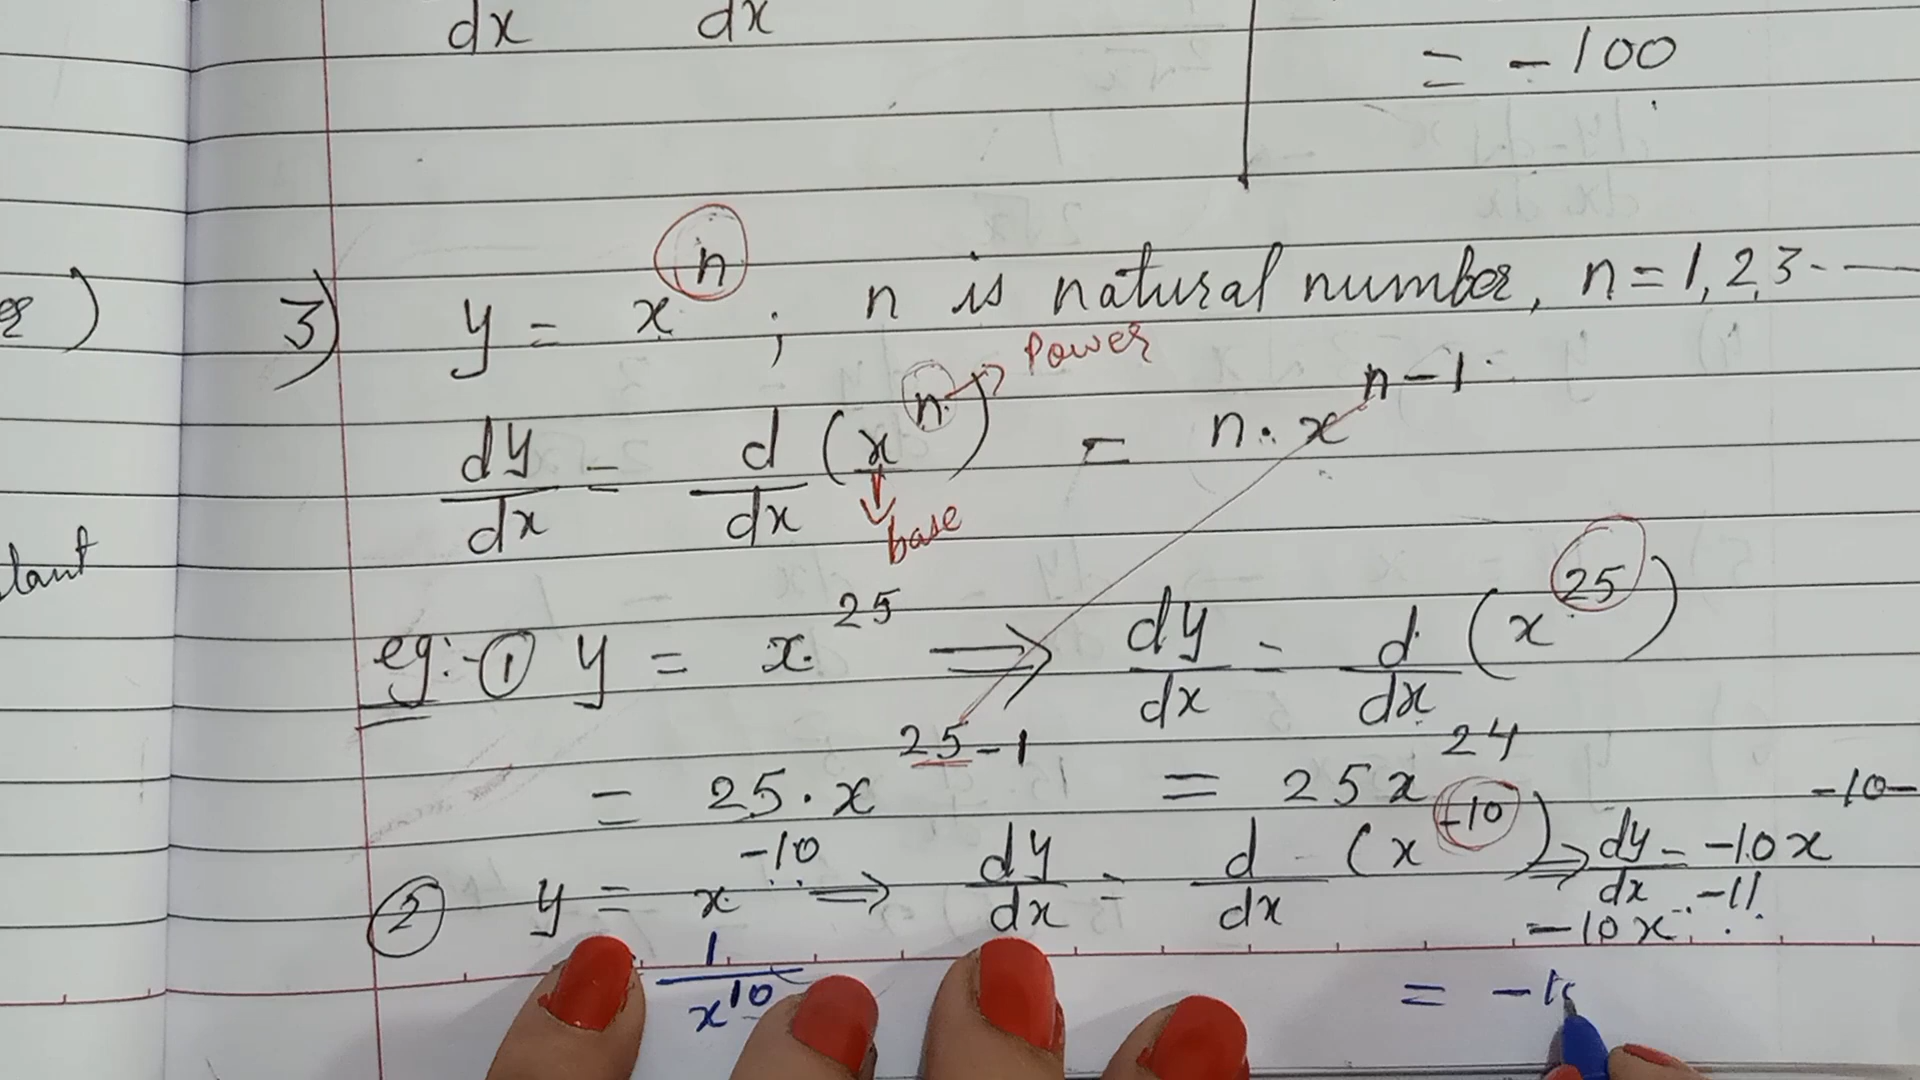 dx dx
= -100
er)
3) y = x^n ; n is natural number, n = 1, 2, 3 - —
Power
dy/dx = d/dx (x^n) = n. x^(n-1)
base
eg:- ① y = x^25 ⇒ dy/dx = d/dx (x^25)
= 25. x^(25-1) = 25x^24
② y = x^-10 ⇒ dy/dx = d/dx (x^-10) ⇒ dy/dx = -10x^-10-
= -10x^-11
1/x^10
= -1